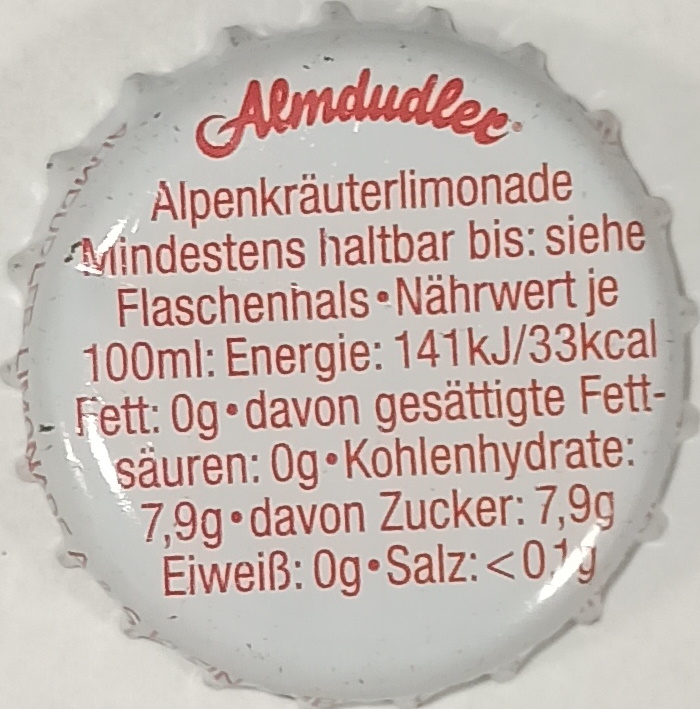 Almdudler
Alpenkräuterlimonade
Mindestens haltbar bis: siehe
Flaschenhals•Nährwert je
100ml: Energie: 141kJ/33kcal
Fett: 0g•davon gesättigte Fett-
säuren: 0g•Kohlenhydrate:
7,9g•davon Zucker: 7,9g
Eiweiß: 0g•Salz: <0,1g